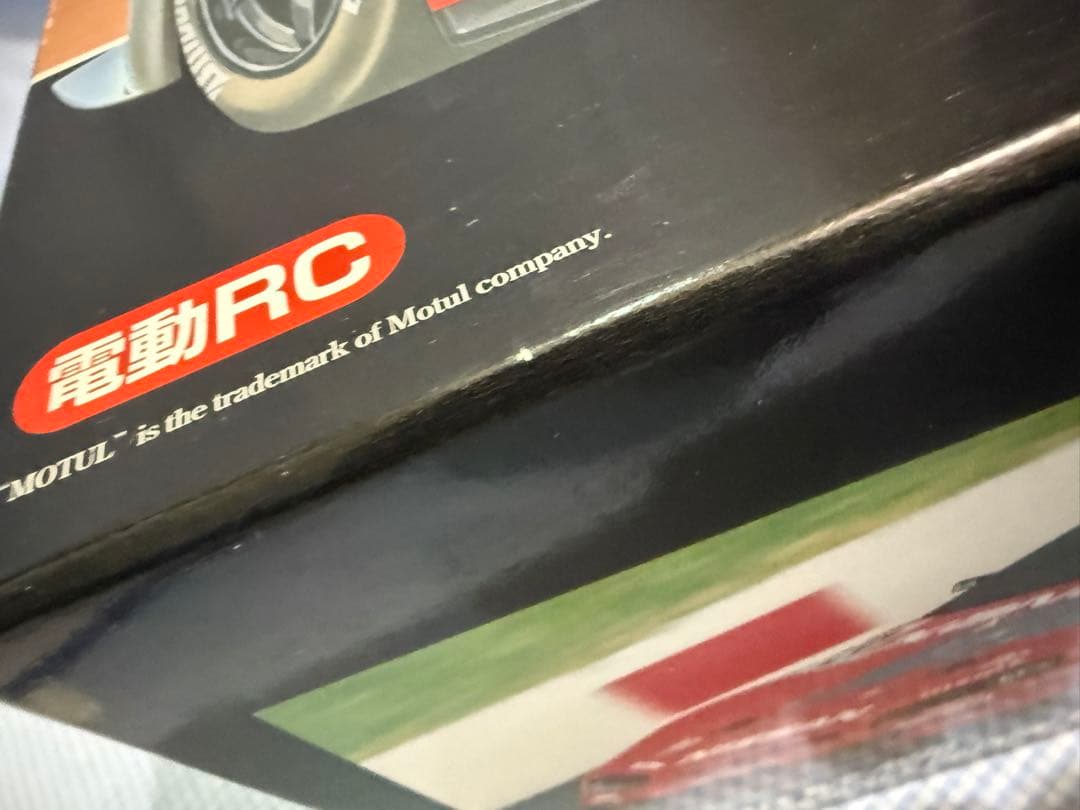 電動RC
"MOTUL" is the trademark of Motul company.